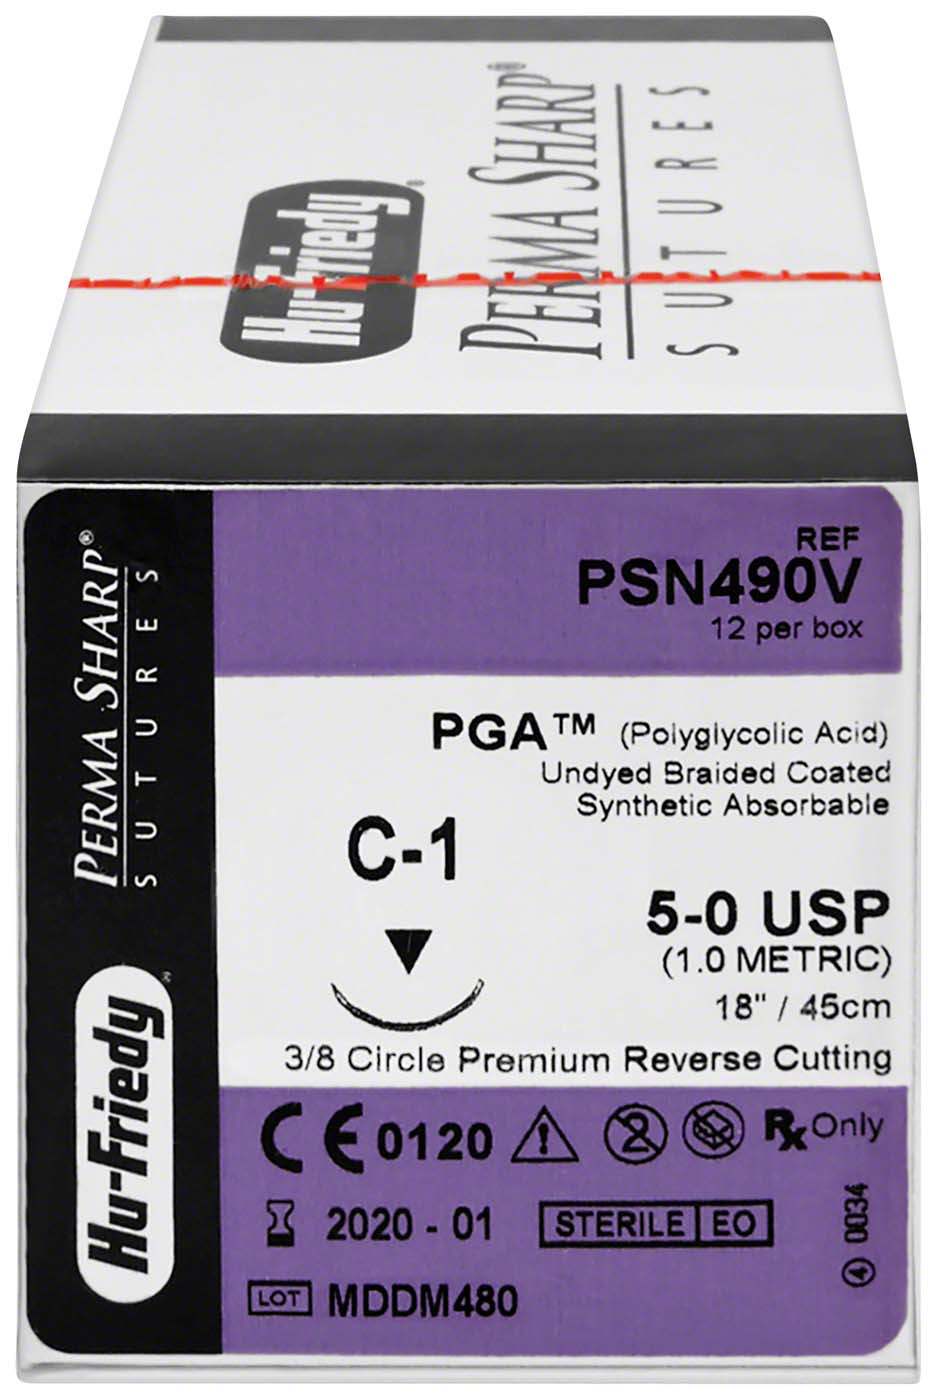 Hu-Friedy®
PERMA SHARP®
SUTURES
PERMA SHARP®
SUTURES
Hu-Friedy
REF
PSN490V
12 per box
PGA™ (Polyglycolic Acid)
Undyed Braided Coated
Synthetic Absorbable
C-1
5-0 USP
(1.0 METRIC)
18" / 45cm
3/8 Circle Premium Reverse Cutting
CE 0120 2 Rx Only
2020 - 01 STERILE EO
LOT MDDM480
4 0034